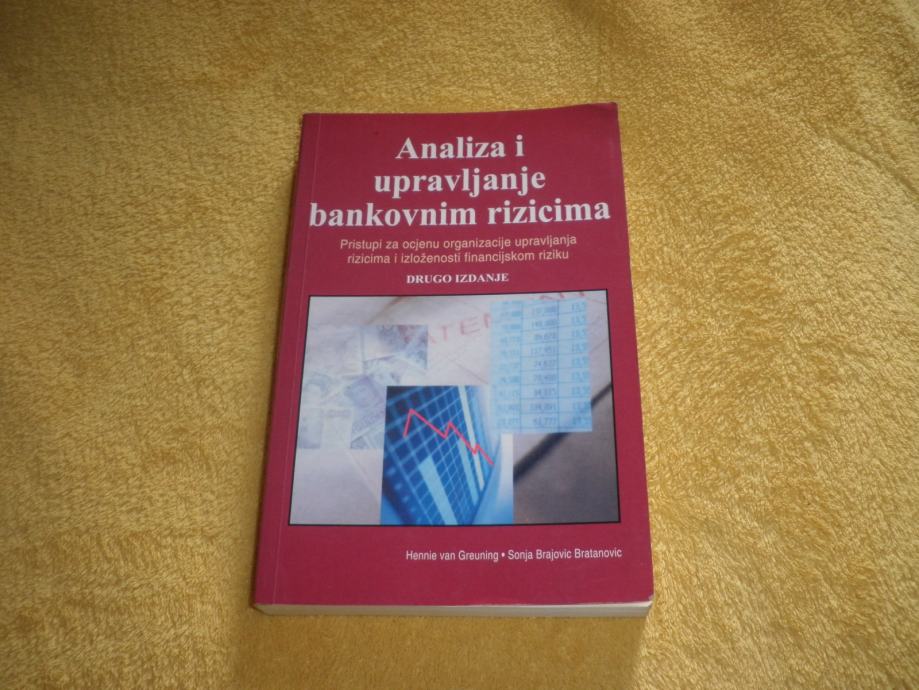 Analiza i
upravljanje
bankovnim rizicima
Pristupi za ocjenu organizacije upravljanja
rizicima i izloženosti financijskom riziku
DRUGO IZDANJE
Hennie van Greuning • Sonja Brajovic Bratanovic